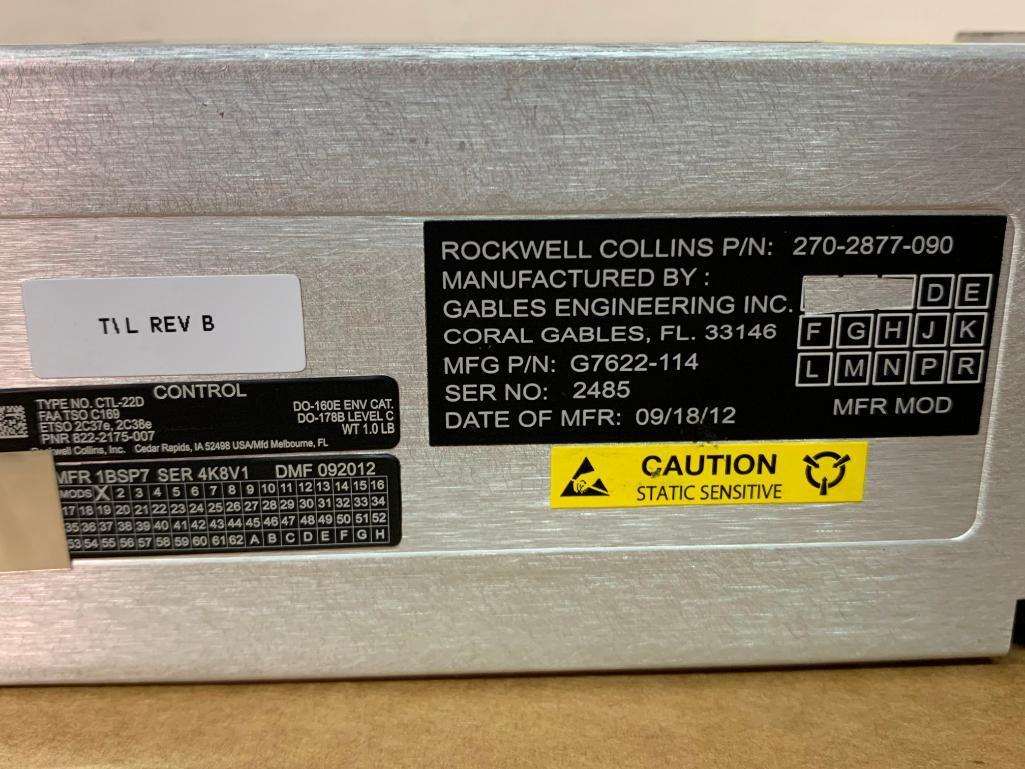 TVL REV B
CONTROL
TYPE NO. CTL-22D
FAA TSO C169
ETSO 2C37e, 2C38e
PNR 822-2175-007
DO-160E ENV CAT.
DO-178B LEVEL C
WT 1.0 LB
Rockwell Collins, Inc. Cedar Rapids, IA 52498 USA/Mfd Melbourne, FL
MFR 1BSP7 SER 4K8V1 DMF 092012
MODS X 2 3 4 5 6 7 8 9 10 11 12 13 14 15 16
17 18 19 20 21 22 23 24 25 26 27 28 29 30 31 32 33 34
35 36 37 38 39 40 41 42 43 44 45 46 47 48 49 50 51 52
53 54 55 56 57 58 59 60 61 62 A B C D E F G H
ROCKWELL COLLINS P/N: 270-2877-090
MANUFACTURED BY :
GABLES ENGINEERING INC.
CORAL GABLES, FL. 33146
MFG P/N: G7622-114
SER NO: 2485
DATE OF MFR: 09/18/12
D E
F G H J K
L M N P R
MFR MOD
CAUTION
STATIC SENSITIVE